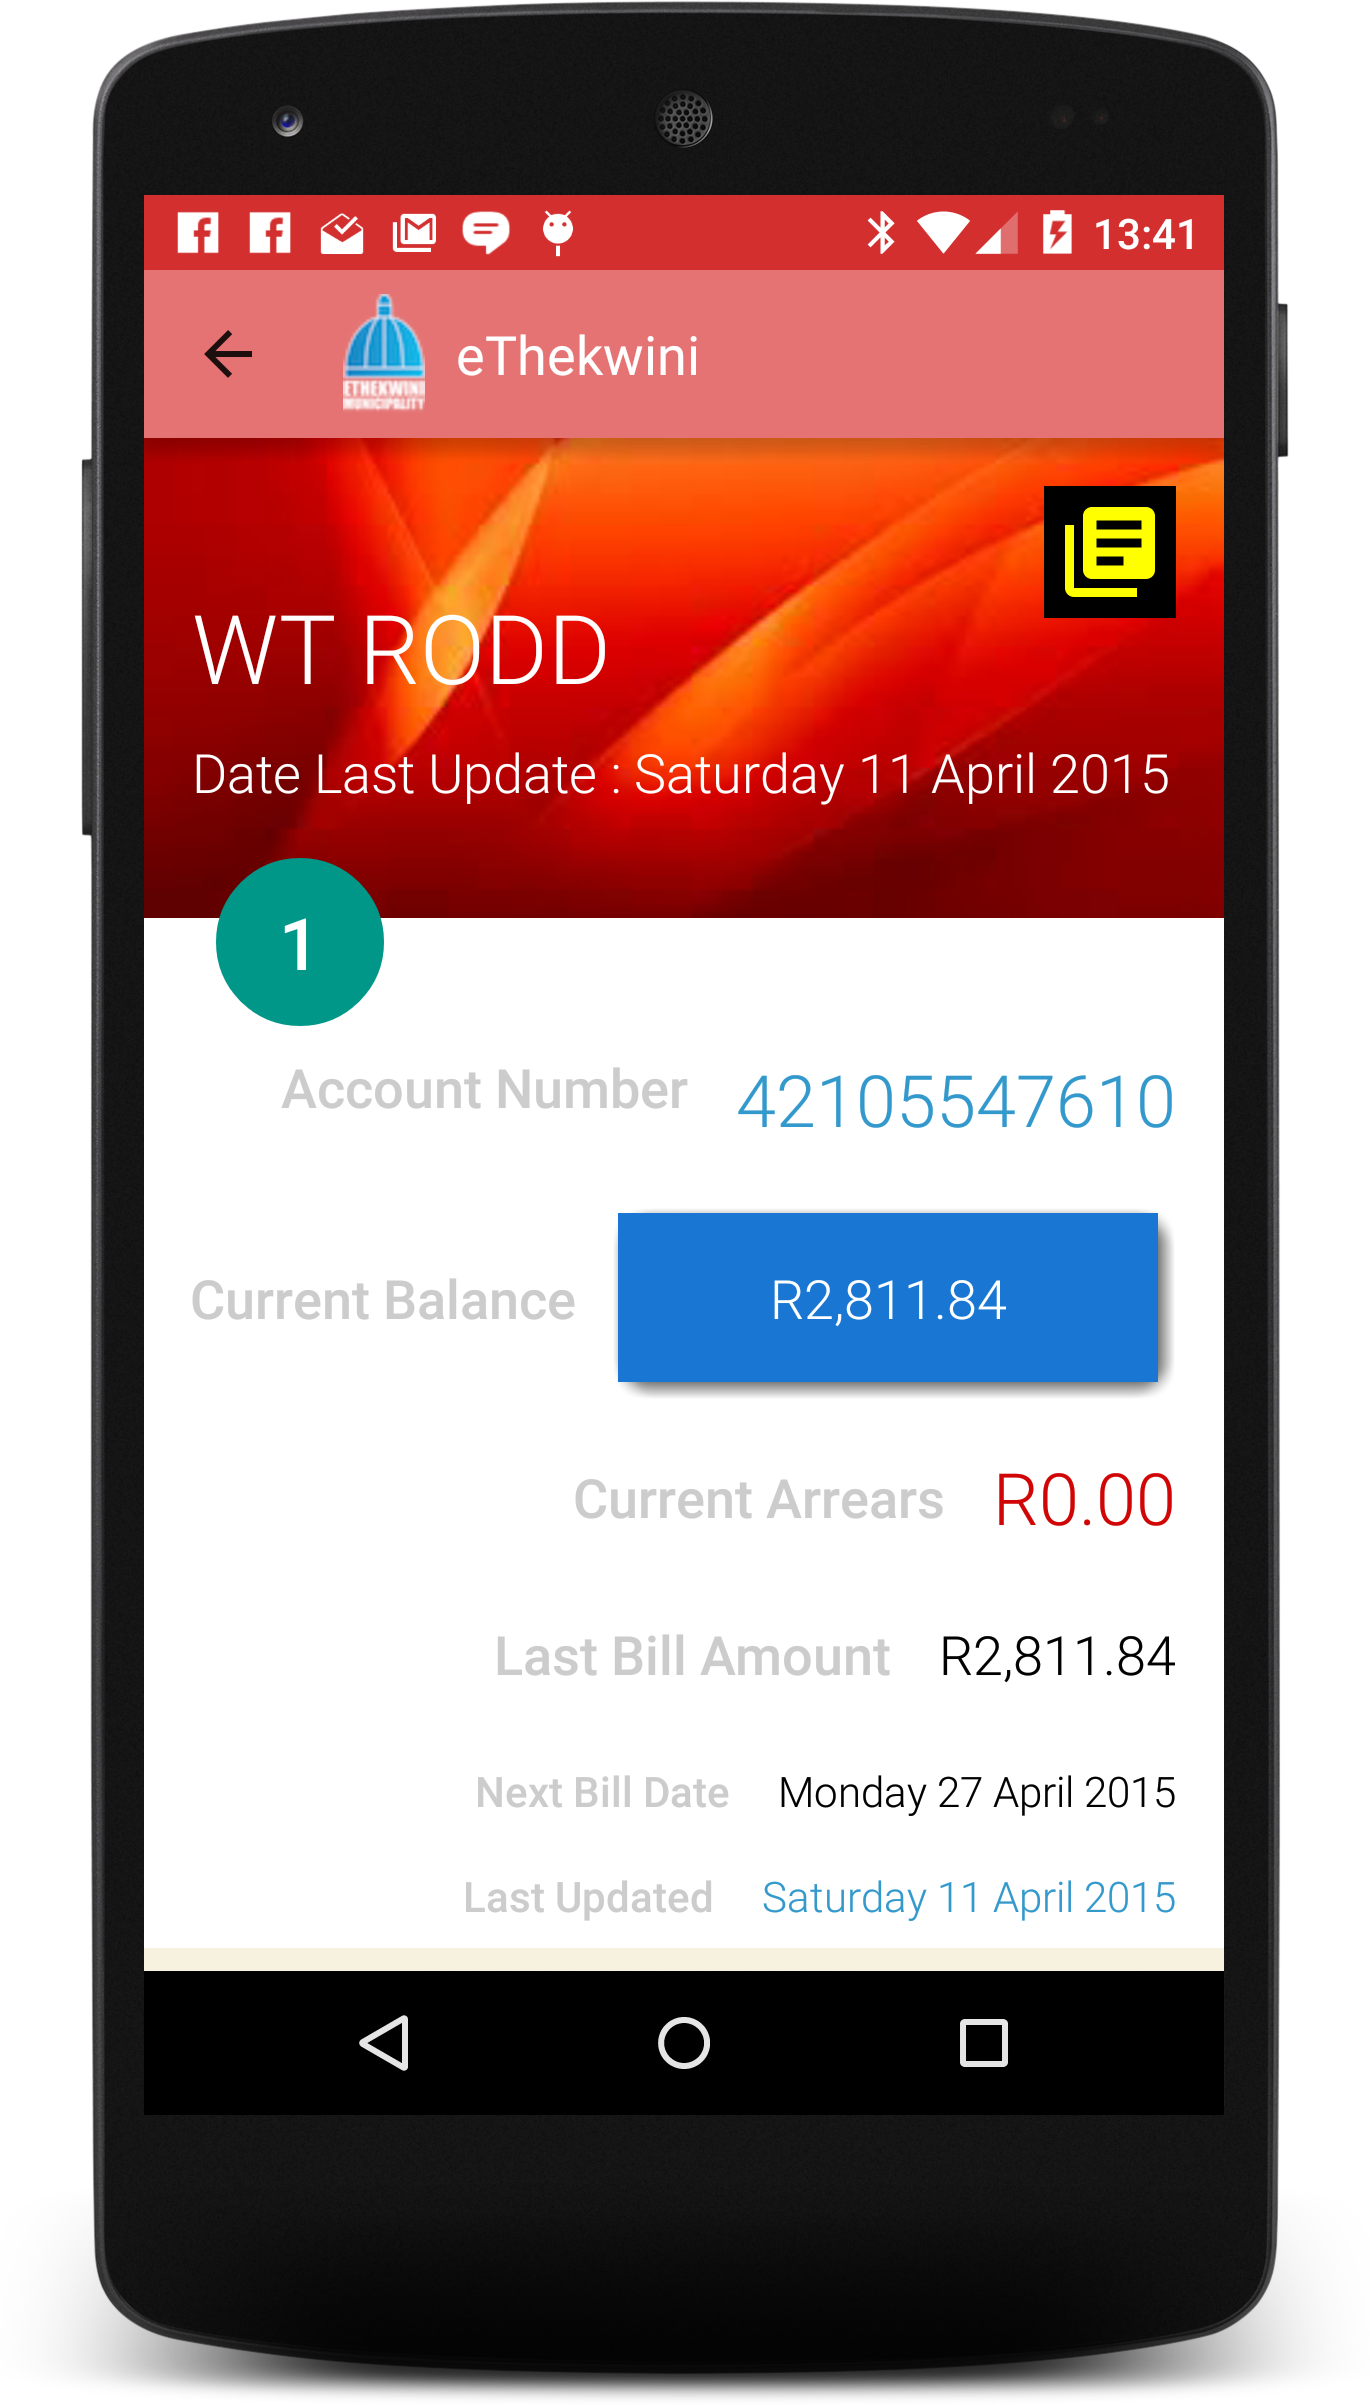 13:41
ETHEKWINI
MUNICIPALITY
eThekwini
WT RODD
Date Last Update : Saturday 11 April 2015
1
Account Number 42105547610
Current Balance R2,811.84
Current Arrears R0.00
Last Bill Amount R2,811.84
Next Bill Date Monday 27 April 2015
Last Updated Saturday 11 April 2015